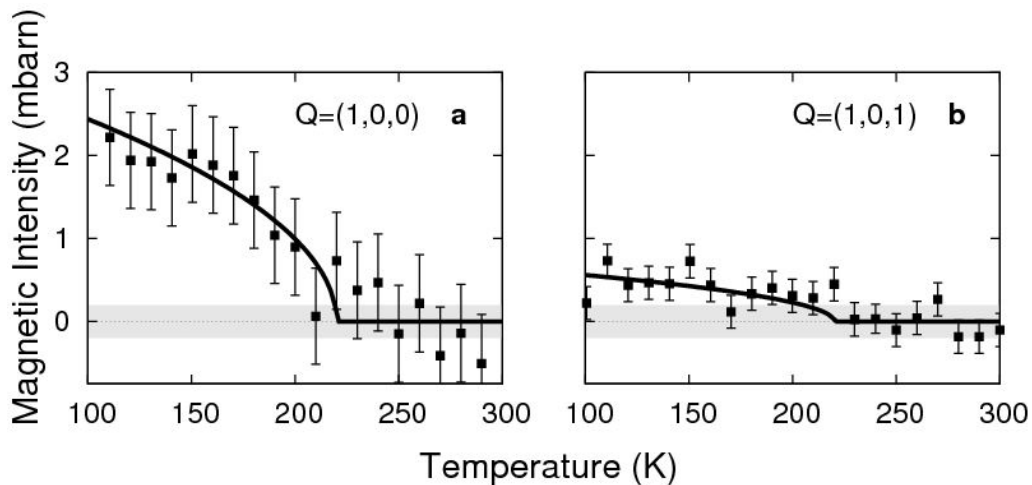 Magnetic Intensity (mbarn)
3
2
1
0
Q=(1,0,0) a
100 150 200 250 300
Q=(1,0,1) b
100 150 200 250 300
Temperature (K)